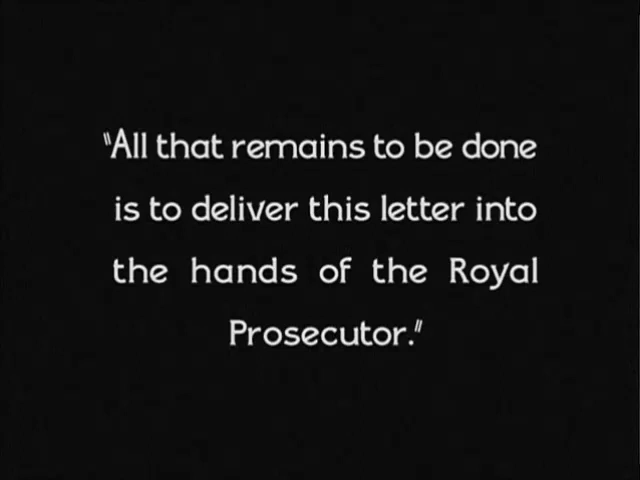 "All that remains to be done
is to deliver this letter into
the hands of the Royal
Prosecutor."